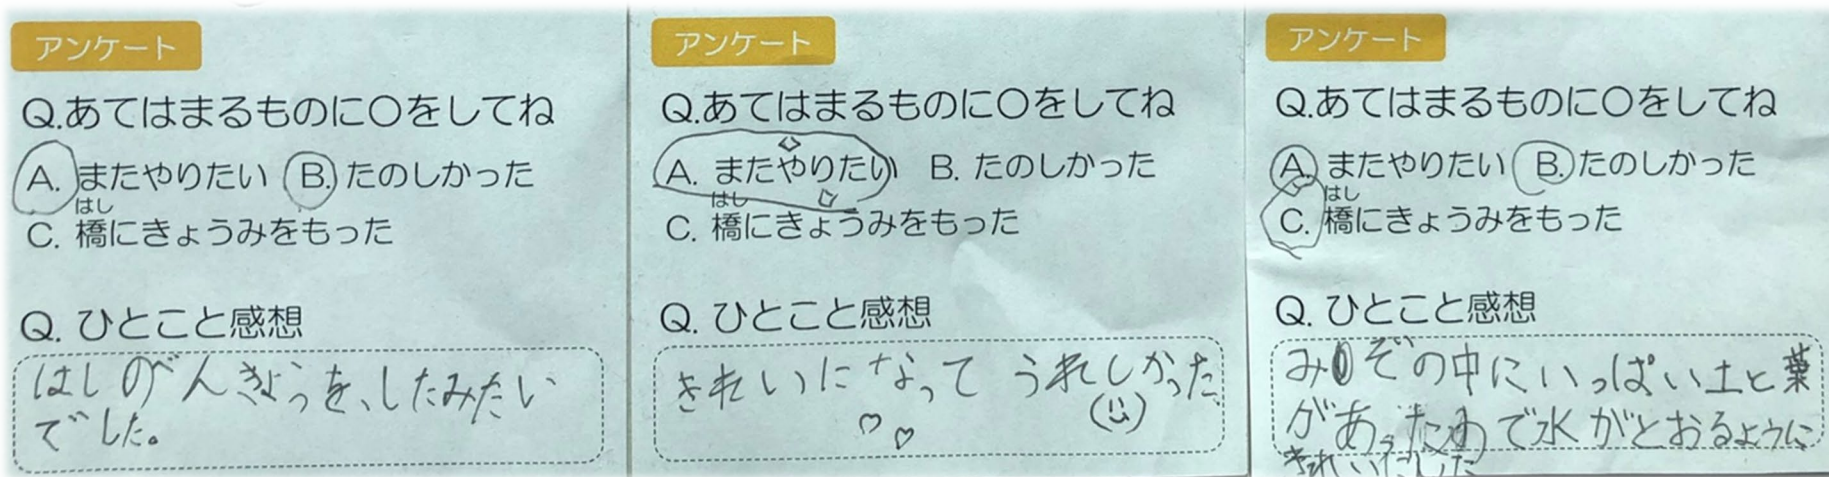 アンケート
Q.あてはまるものに〇をしてね
A. またやりたい B. たのしかった
はし
C. 橋にきょうみをもった
Q. ひとこと感想
はしのべんきょうを、したみたい
でした。
アンケート
Q.あてはまるものに〇をしてね
A. またやりたい B. たのしかった
はし
C. 橋にきょうみをもった
Q. ひとこと感想
きれいになって うれしかった、
アンケート
Q.あてはまるものに〇をしてね
A. またやりたい B. たのしかった
はし
C. 橋にきょうみをもった
Q. ひとこと感想
みぞの中にいっぱい土と葉
があったので水がとおるように
きれいにした